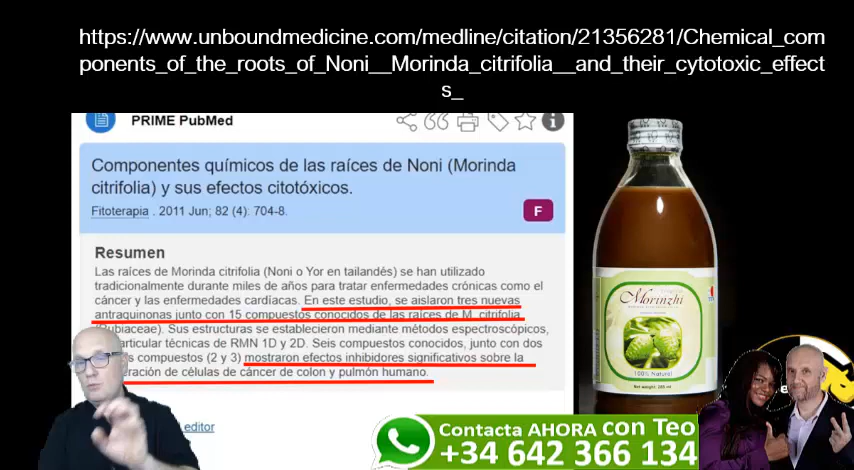 https://www.unboundmedicine.com/medline/citation/21356281/Chemical_com
ponents_of_the_roots_of_Noni__Morinda_citrifolia__and_their_cytotoxic_effect
s_
PRIME PubMed
Componentes químicos de las raíces de Noni (Morinda
citrifolia) y sus efectos citotóxicos.
Fitoterapia . 2011 Jun; 82 (4): 704-8.
F
Resumen
Las raíces de Morinda citrifolia (Noni o Yor en tailandés) se han utilizado
tradicionalmente durante miles de años para tratar enfermedades crónicas como el
cáncer y las enfermedades cardíacas. En este estudio, se aislaron tres nuevas
antraquinonas junto con 15 compuestos conocidos de las raíces de M. citrifolia
(Rubiaceae). Sus estructuras se establecieron mediante métodos espectroscópicos,
particular técnicas de RMN 1D y 2D. Seis compuestos conocidos, junto con dos
compuestos (2 y 3) mostraron efectos inhibidores significativos sobre la
eración de células de cáncer de colon y pulmón humano.
editor
Morinzhi
100% Natural
Net weight: 285 ml
Contacta AHORA con Teo
+34 642 366 134